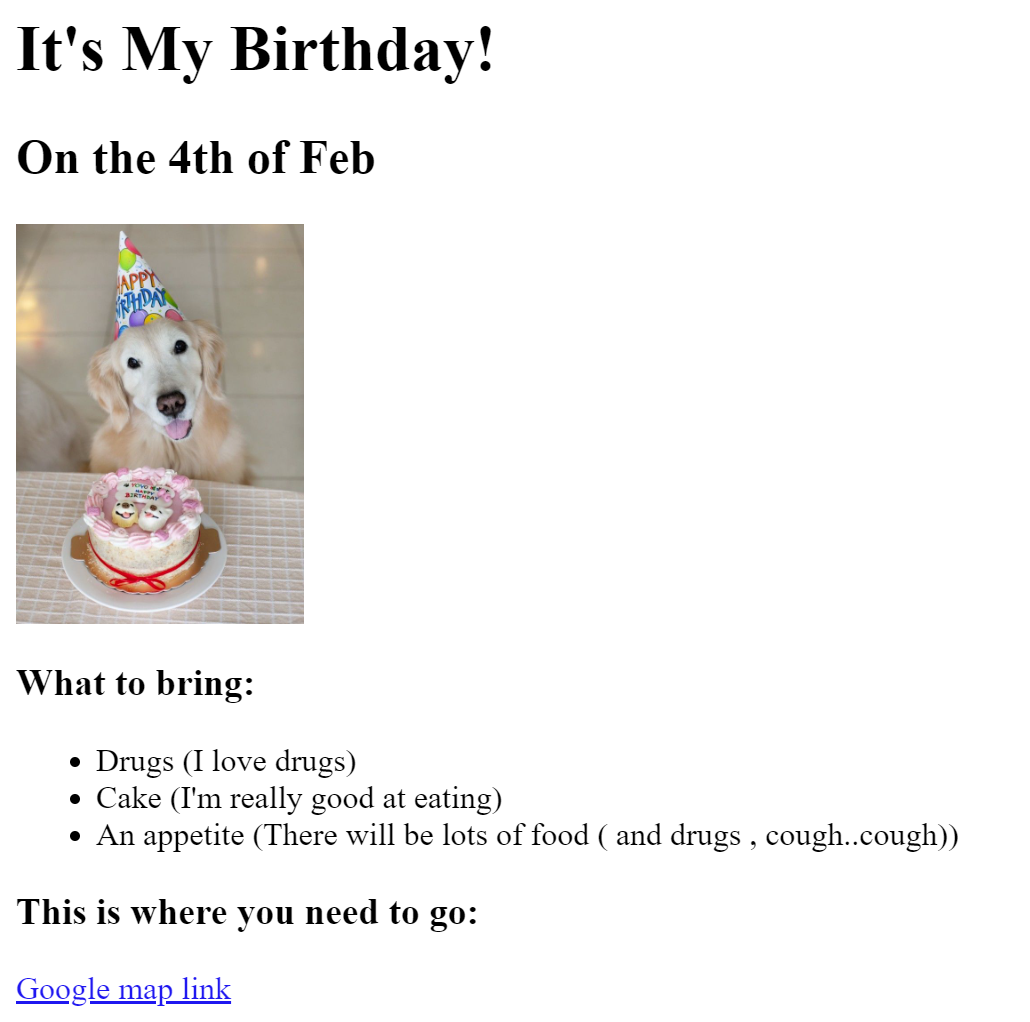 It's My Birthday!
On the 4th of Feb
HAPPY
BIRTHDAY
HAPPY
BIRTHDAY
What to bring:
Drugs (I love drugs)
Cake (I'm really good at eating)
An appetite (There will be lots of food ( and drugs , cough..cough))
This is where you need to go:
Google map link